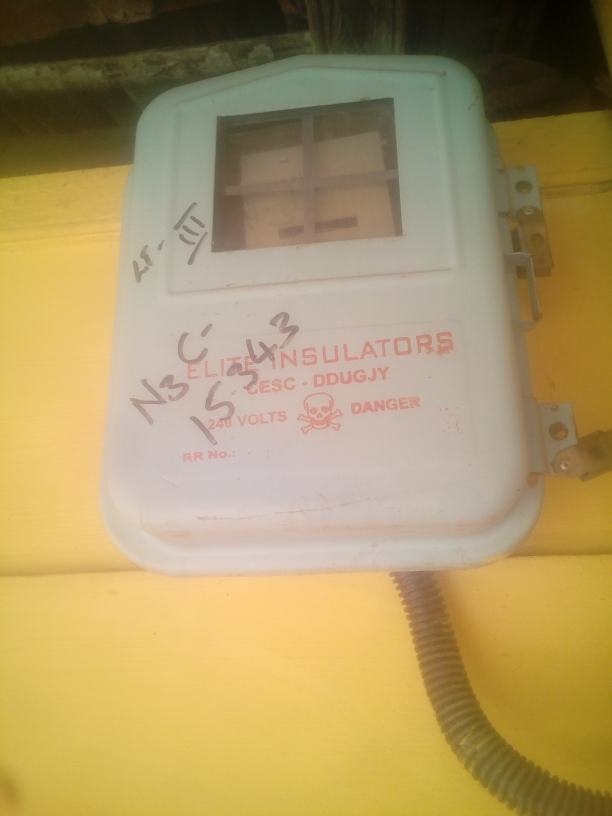 LT-III
N3C-
15343
ELITE INSULATORS
CESC - DDUGJY
240 VOLTS DANGER
RR No.: